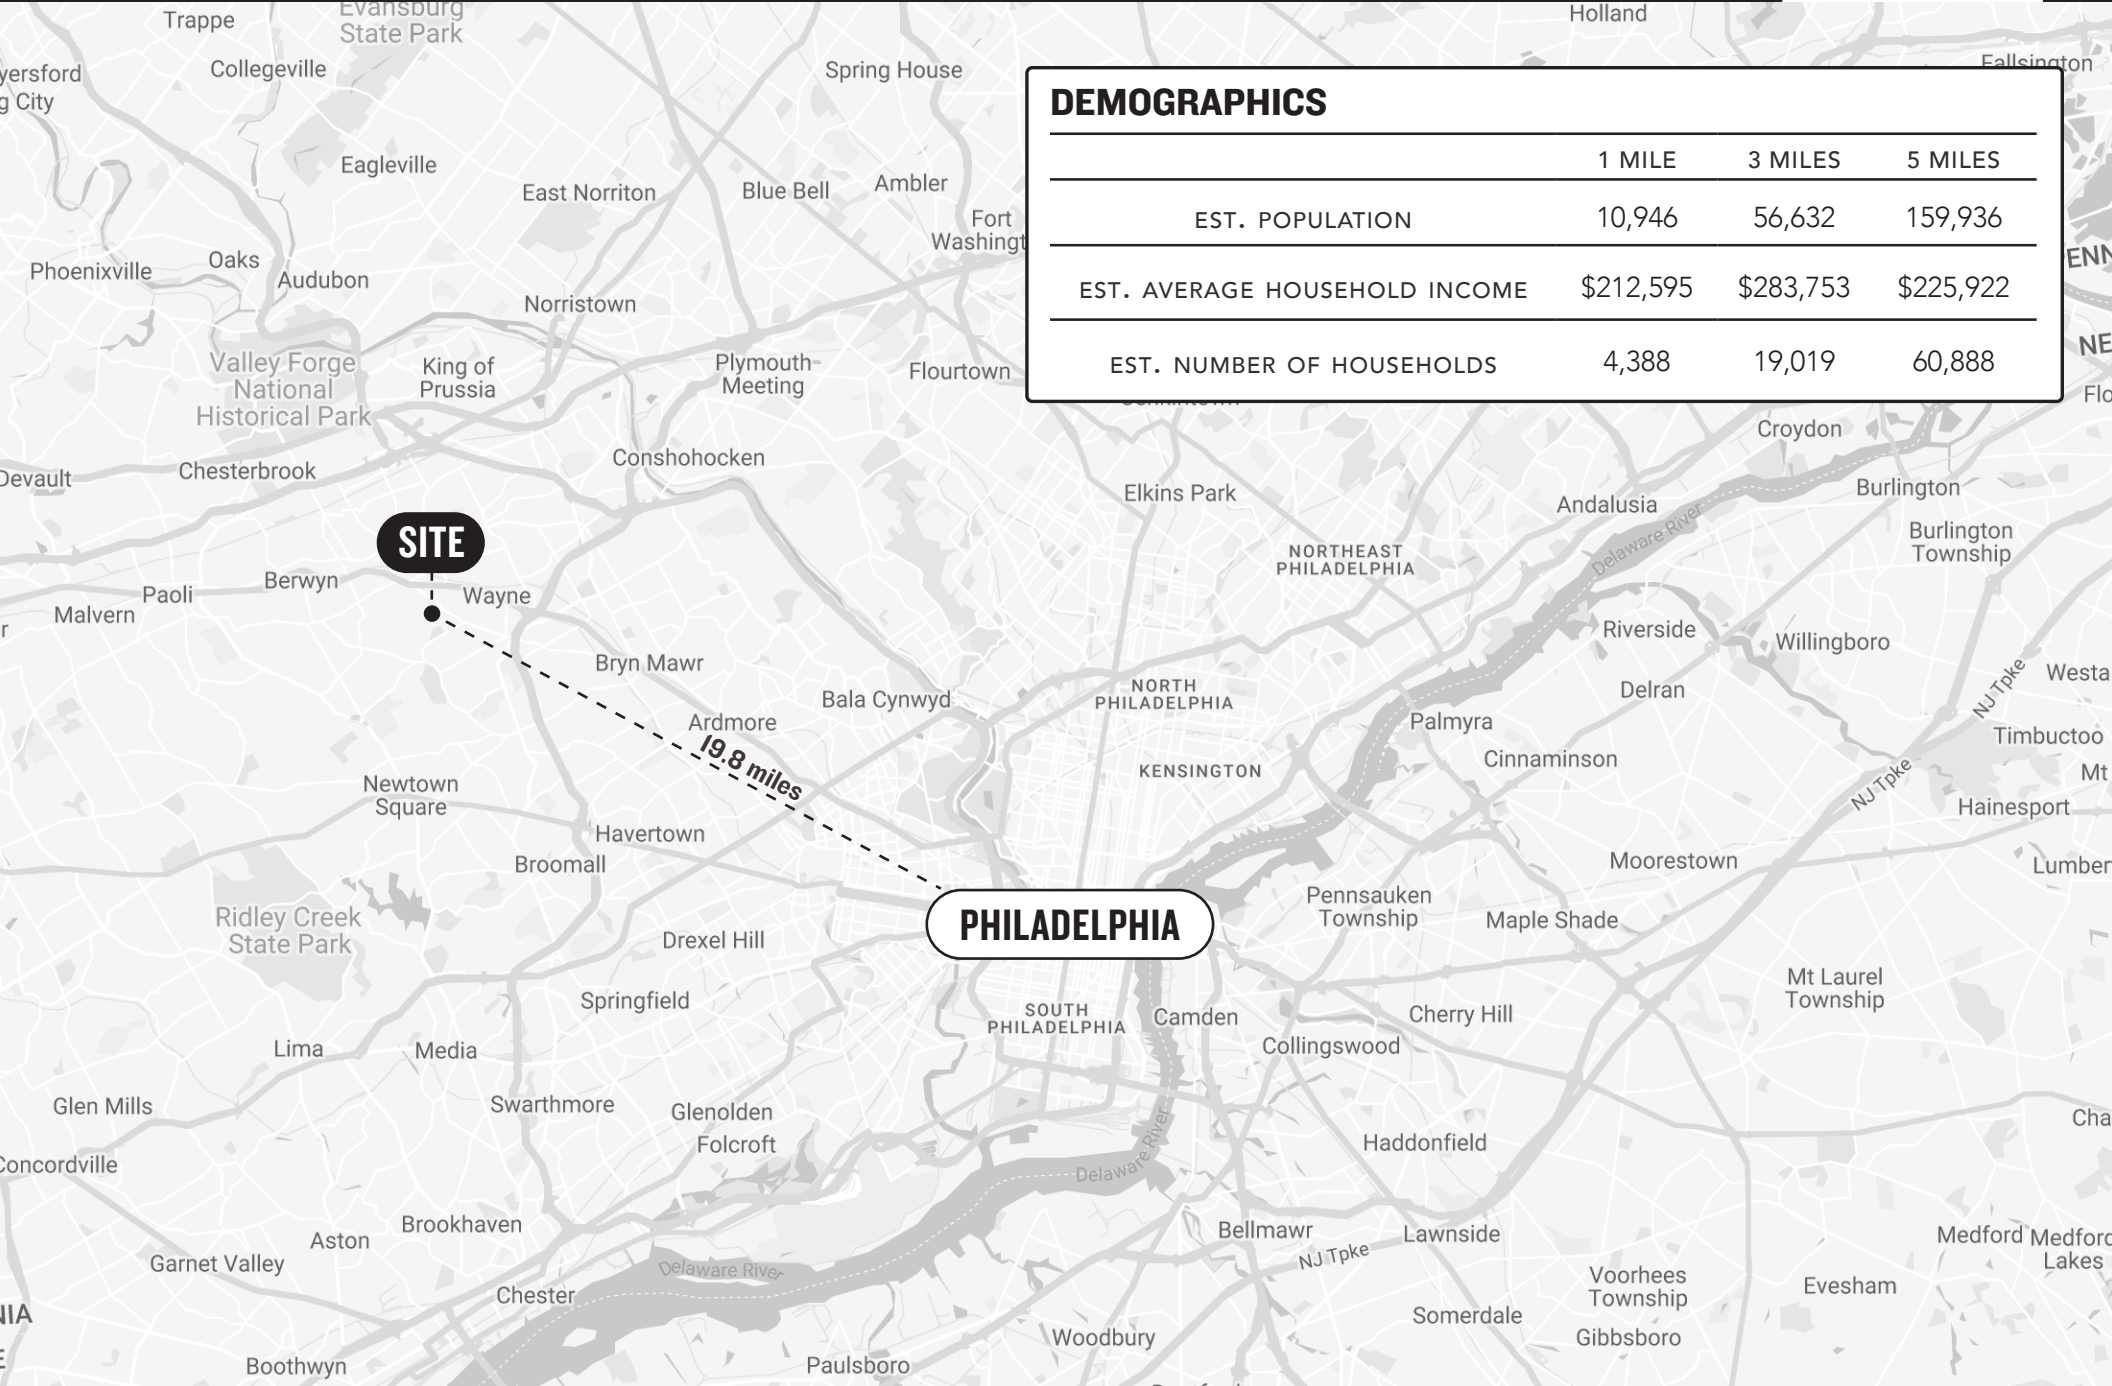 Trappe
Evansburg
State Park
Holland
Collegeville
Spring House
yersford
g City
Fallsington
DEMOGRAPHICS
1 MILE 3 MILES 5 MILES
EST. POPULATION 10,946 56,632 159,936
EST. AVERAGE HOUSEHOLD INCOME $212,595 $283,753 $225,922
EST. NUMBER OF HOUSEHOLDS 4,388 19,019 60,888
Eagleville
East Norriton
Blue Bell
Ambler
Fort
Washingt
Phoenixville
Oaks
Audubon
Norristown
ENN
NE
Flo
Valley Forge
National
Historical Park
King of
Prussia
Plymouth
Meeting
Flourtown
Devault
Chesterbrook
Conshohocken
Elkins Park
Croydon
Andalusia
Burlington
Burlington
Township
SITE
NORTHEAST
PHILADELPHIA
Delaware River
Malvern
Paoli
Berwyn
Wayne
r
Bryn Mawr
Riverside
Willingboro
Bala Cynwyd
NORTH
PHILADELPHIA
Delran
NJ Tpke
Westa
Ardmore
19.8 miles
Palmyra
Cinnaminson
Timbuctoo
Mt
KENSINGTON
NJ Tpke
Hainesport
Newtown
Square
Havertown
Broomall
Moorestown
Lumber
Ridley Creek
State Park
Drexel Hill
PHILADELPHIA
Pennsauken
Township
Maple Shade
Mt Laurel
Township
Springfield
SOUTH
PHILADELPHIA
Camden
Cherry Hill
Collingswood
Lima
Media
Glen Mills
Swarthmore
Glenolden
Folcroft
Delaware River
Haddonfield
Cha
Concordville
Brookhaven
Aston
Garnet Valley
Delaware River
Bellmawr
NJ Tpke
Lawnside
Medford
Medford
Lakes
Chester
Voorhees
Township
Evesham
NIA
E
Somerdale
Gibbsboro
Boothwyn
Paulsboro
Woodbury